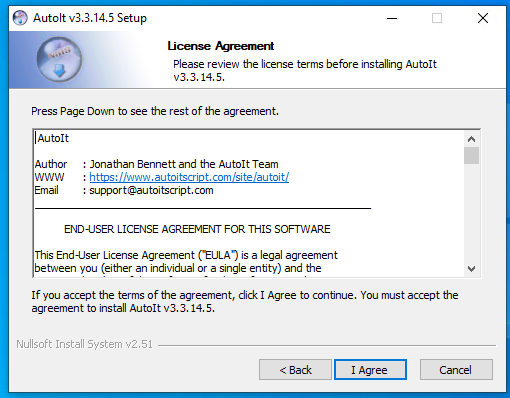 AutoIt v3.3.14.5 Setup
License Agreement
Please review the license terms before installing AutoIt
v3.3.14.5.
Press Page Down to see the rest of the agreement.
AutoIt
Author : Jonathan Bennett and the AutoIt Team
WWW : https://www.autoitscript.com/site/autoit/
Email : support@autoitscript.com
END-USER LICENSE AGREEMENT FOR THIS SOFTWARE
This End-User License Agreement ("EULA") is a legal agreement
between you (either an individual or a single entity) and the
If you accept the terms of the agreement, click I Agree to continue. You must accept the
agreement to install AutoIt v3.3.14.5.
Nullsoft Install System v2.51
< Back
I Agree
Cancel